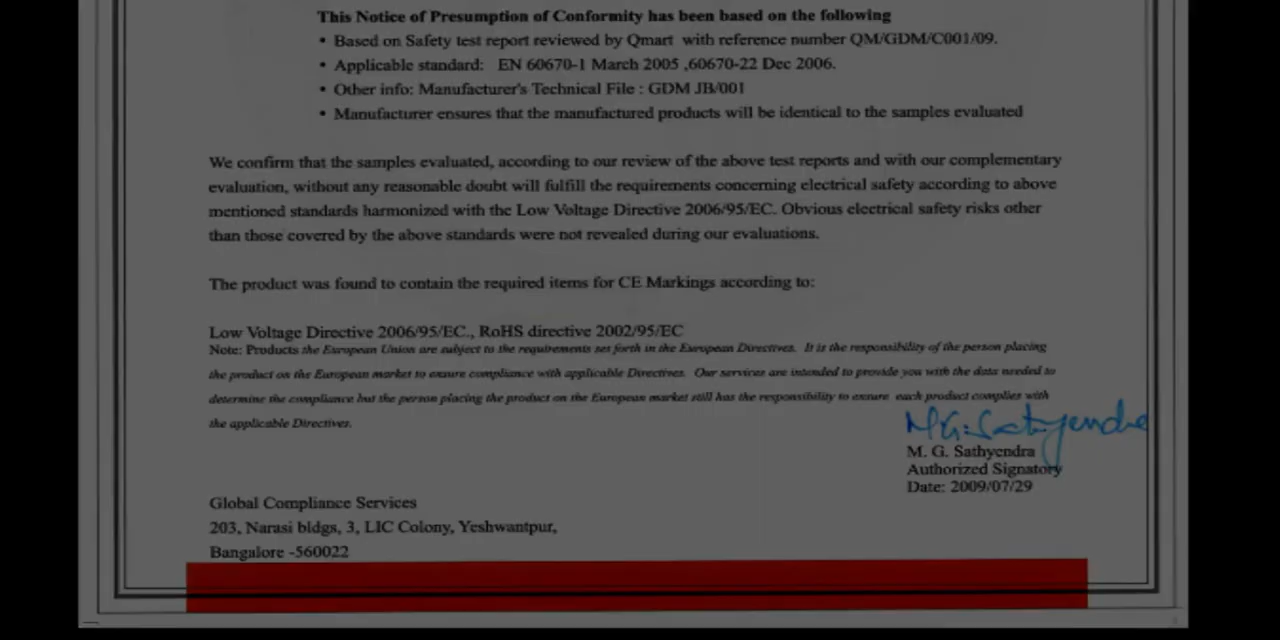 This Notice of Presumption of Conformity has been based on the following
• Based on Safety test report reviewed by Qmart with reference number QM/GDM/C001/09.
• Applicable standard: EN 60670-1 March 2005 ,60670-22 Dec 2006.
• Other info: Manufacturer's Technical File : GDM JB/001
• Manufacturer ensures that the manufactured products will be identical to the samples evaluated
We confirm that the samples evaluated, according to our review of the above test reports and with our complementary
evaluation, without any reasonable doubt will fulfill the requirements concerning electrical safety according to above
mentioned standards harmonized with the Low Voltage Directive 2006/95/EC. Obvious electrical safety risks other
than those covered by the above standards were not revealed during our evaluations.
The product was found to contain the required items for CE Markings according to:
Low Voltage Directive 2006/95/EC., RoHS directive 2002/95/EC
Note: Products the European Union are subject to the requirements set forth in the European Directives. It is the responsibility of the person placing
the product on the European market to ensure compliance with applicable Directives. Our services are intended to provide you with the data needed to
determine the compliance but the person placing the product on the European market still has the responsibility to ensure each product complies with
the applicable Directives.
M.G.Sathyendra
M. G. Sathyendra
Authorized Signatory
Date: 2009/07/29
Global Compliance Services
203, Narasi bldgs, 3, LIC Colony, Yeshwantpur,
Bangalore -560022